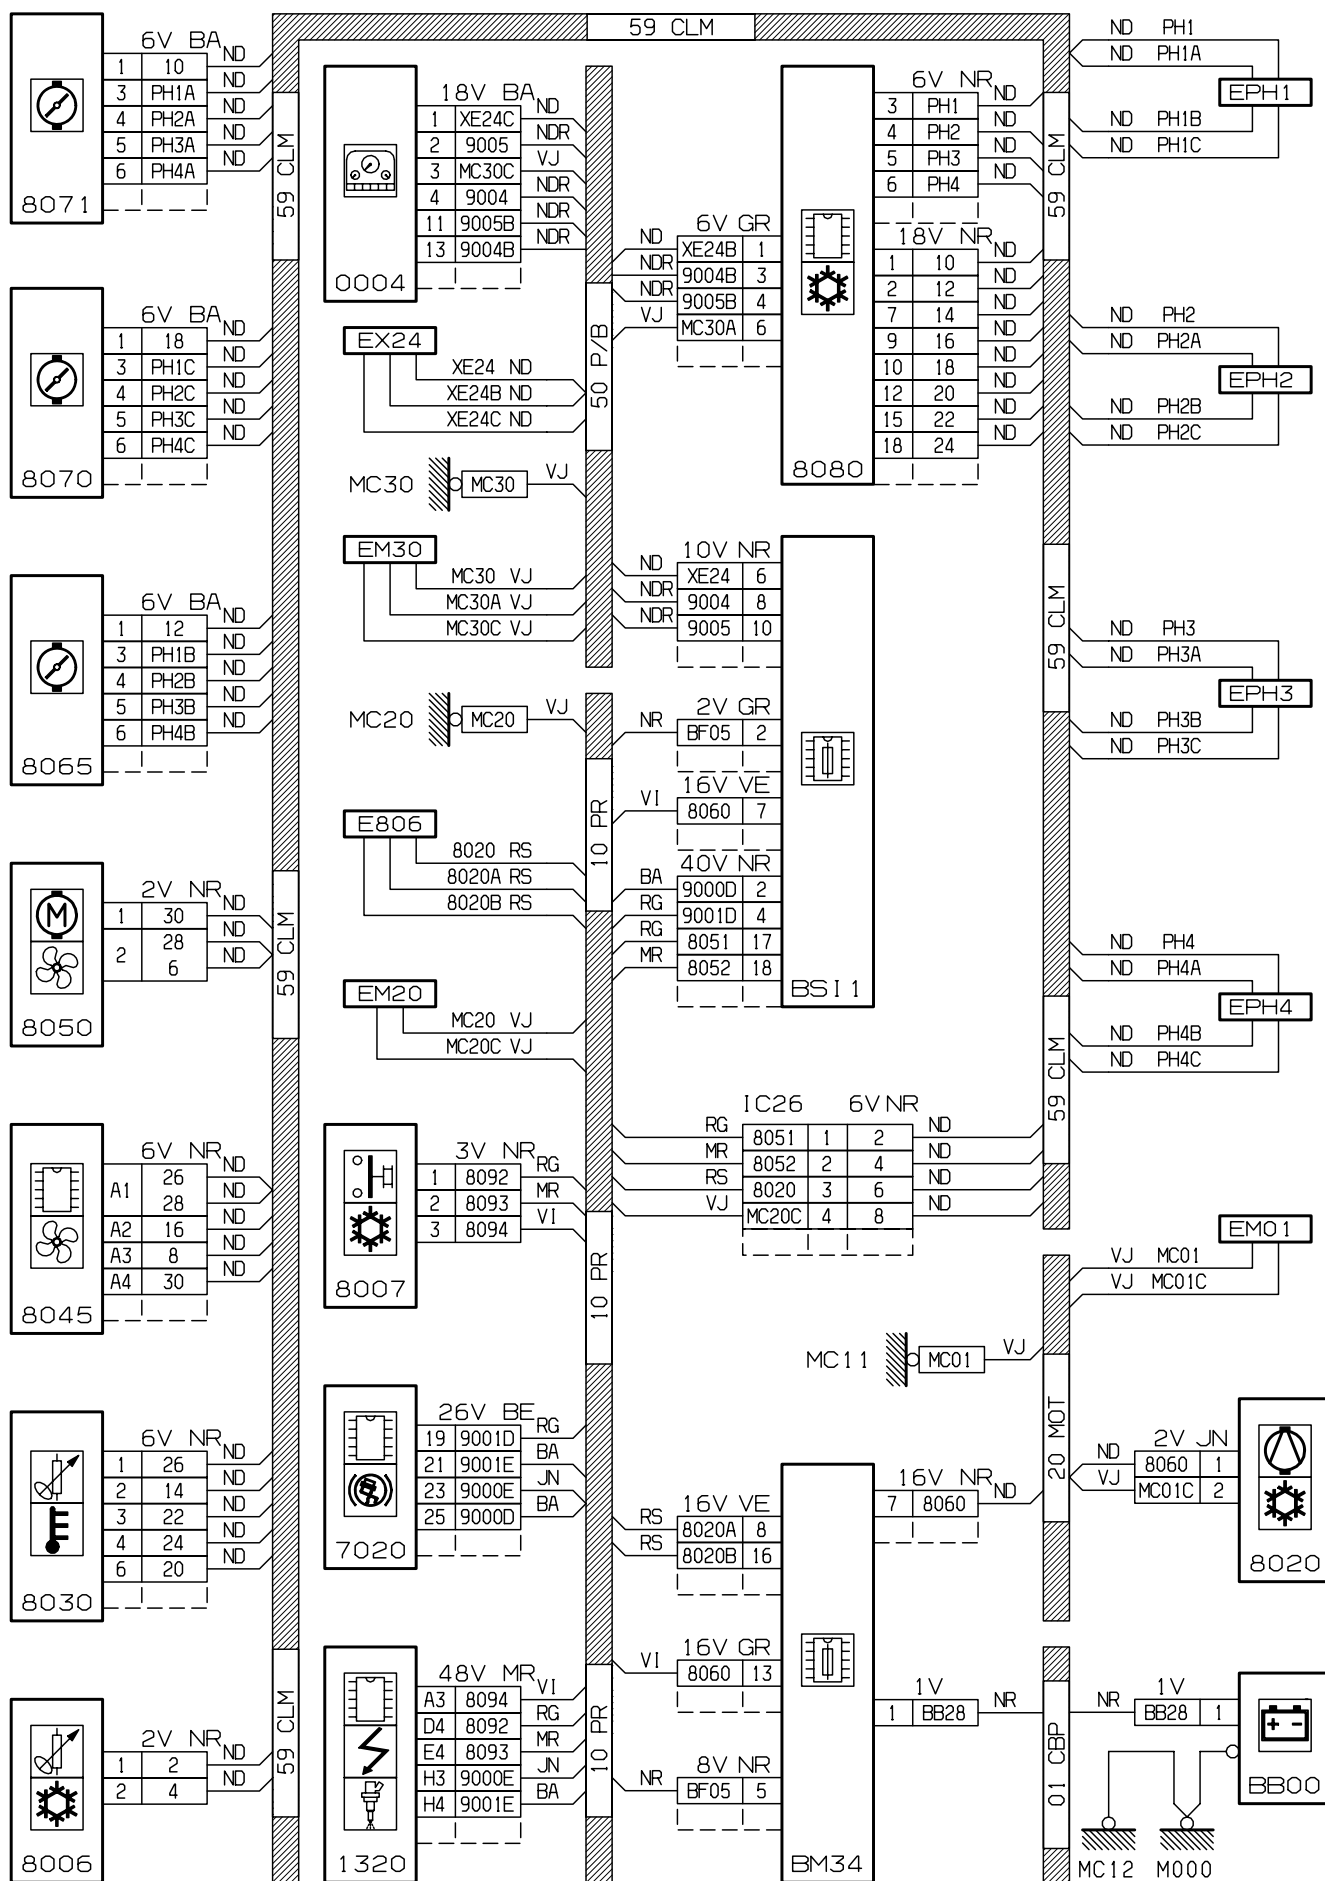 59 CLM
8071
6V BA
1 10 ND
3 PH1A ND
4 PH2A ND
5 PH3A ND
6 PH4A ND
59 CLM
8070
6V BA
1 18 ND
3 PH1C ND
4 PH2C ND
5 PH3C ND
6 PH4C ND
8065
6V BA
1 12 ND
3 PH1B ND
4 PH2B ND
5 PH3B ND
6 PH4B ND
8050
2V NR
1 30 ND
2 28 ND
6 ND
M
59 CLM
8045
6V NR
A1 26 ND
28 ND
A2 16 ND
A3 8 ND
A4 30 ND
8030
6V NR
1 26 ND
2 14 ND
3 22 ND
4 24 ND
6 20 ND
8006
2V NR
1 2 ND
2 4 ND
59 CLM
0004
18V BA
1 XE24C ND
2 9005 NDR
3 MC30C VJ
4 9004 NDR
11 9005B NDR
13 9004B NDR
EX24
XE24 ND
XE24B ND
XE24C ND
50 P/B
MC30 MC30 VJ
EM30
MC30 VJ
MC30A VJ
MC30C VJ
MC20 MC20 VJ
E806
8020 RS
8020A RS
8020B RS
10 PR
EM20
MC20 VJ
MC20C VJ
8007
3V NR
1 8092 RG
2 8093 MR
3 8094 VI
10 PR
7020
26V BE
19 9001D RG
21 9001E BA
23 9000E JN
25 9000D BA
1320
48V MR
A3 8094 VI
D4 8092 RG
E4 8093 MR
H3 9000E JN
H4 9001E BA
10 PR
8080
6V GR
ND XE24B 1
NDR 9004B 3
NDR 9005B 4
VJ MC30A 6
6V NR
3 PH1 ND
4 PH2 ND
5 PH3 ND
6 PH4 ND
18V NR
1 10 ND
2 12 ND
7 14 ND
9 16 ND
10 18 ND
12 20 ND
15 22 ND
18 24 ND
BSI1
10V NR
ND XE24 6
NDR 9004 8
NDR 9005 10
2V GR
NR BF05 2
16V VE
VI 8060 7
40V NR
BA 9000D 2
RG 9001D 4
RG 8051 17
MR 8052 18
IC26 6V NR
RG 8051 1 2 ND
MR 8052 2 4 ND
RS 8020 3 6 ND
VJ MC20C 4 8 ND
MC11 MC01 VJ
BM34
16V VE
RS 8020A 8
RS 8020B 16
16V GR
VI 8060 13
8V NR
NR BF05 5
16V NR
7 8060 ND
1V
1 BB28 NR
59 CLM
59 CLM
59 CLM
20 MOT
01 CBP
EPH1
ND PH1
ND PH1A
ND PH1B
ND PH1C
EPH2
ND PH2
ND PH2A
ND PH2B
ND PH2C
EPH3
ND PH3
ND PH3A
ND PH3B
ND PH3C
EPH4
ND PH4
ND PH4A
ND PH4B
ND PH4C
EM01
VJ MC01
VJ MC01C
8020
2V JN
ND 8060 1
VJ MC01C 2
BB00
1V
NR BB28 1
+ -
MC12 M000